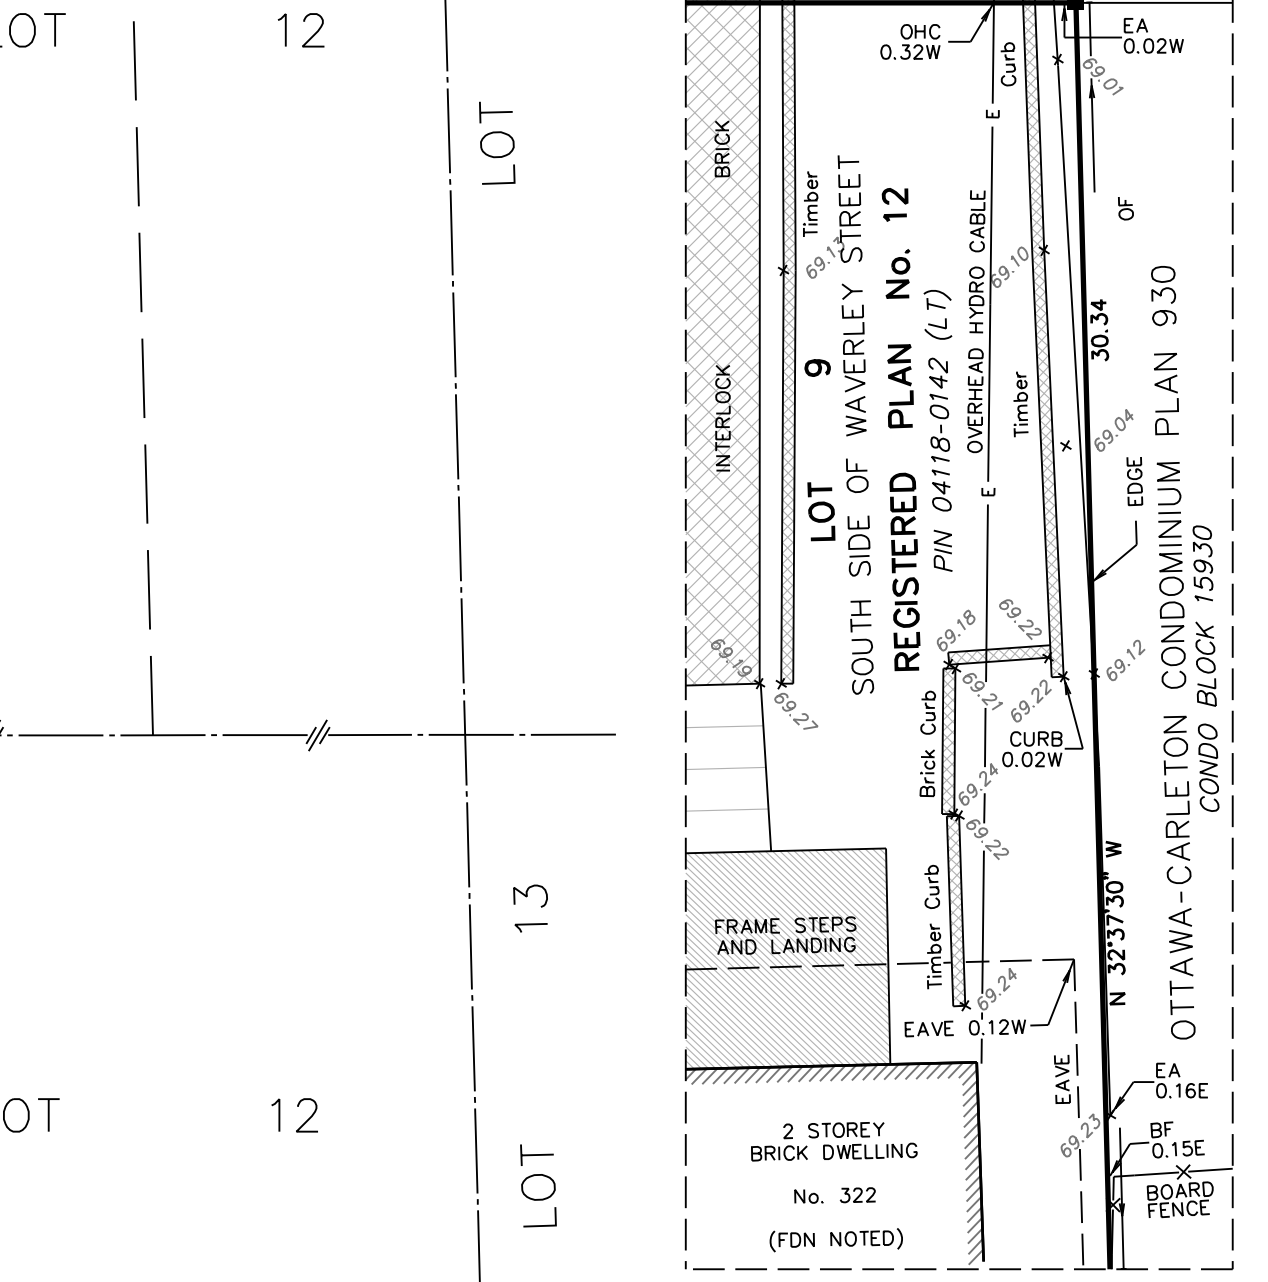 LOT 12
LOT
13
LOT
OT 12
OHC
0.32W
Curb
EA
0.02W
69.01
BRICK
INTERLOCK
Timber
69.13
LOT 9
SOUTH SIDE OF WAVERLEY STREET
REGISTERED PLAN No. 12
PIN 04118-0142 (LT)
OVERHEAD HYDRO CABLE
E
E
69.10
Timber
OF
30.34
69.04
EDGE
OTTAWA-CARLETON CONDOMINIUM PLAN 930
CONDO BLOCK 15930
69.19
69.27
69.18
69.22
69.21
69.22
69.12
CURB
0.02W
Brick Curb
69.24
69.22
Timber Curb
69.24
FRAME STEPS
AND LANDING
EAVE 0.12W
N 32°37'30" W
EAVE
EA
0.16E
69.23
BF
0.15E
BOARD
FENCE
2 STOREY
BRICK DWELLING
No. 322
(FDN NOTED)